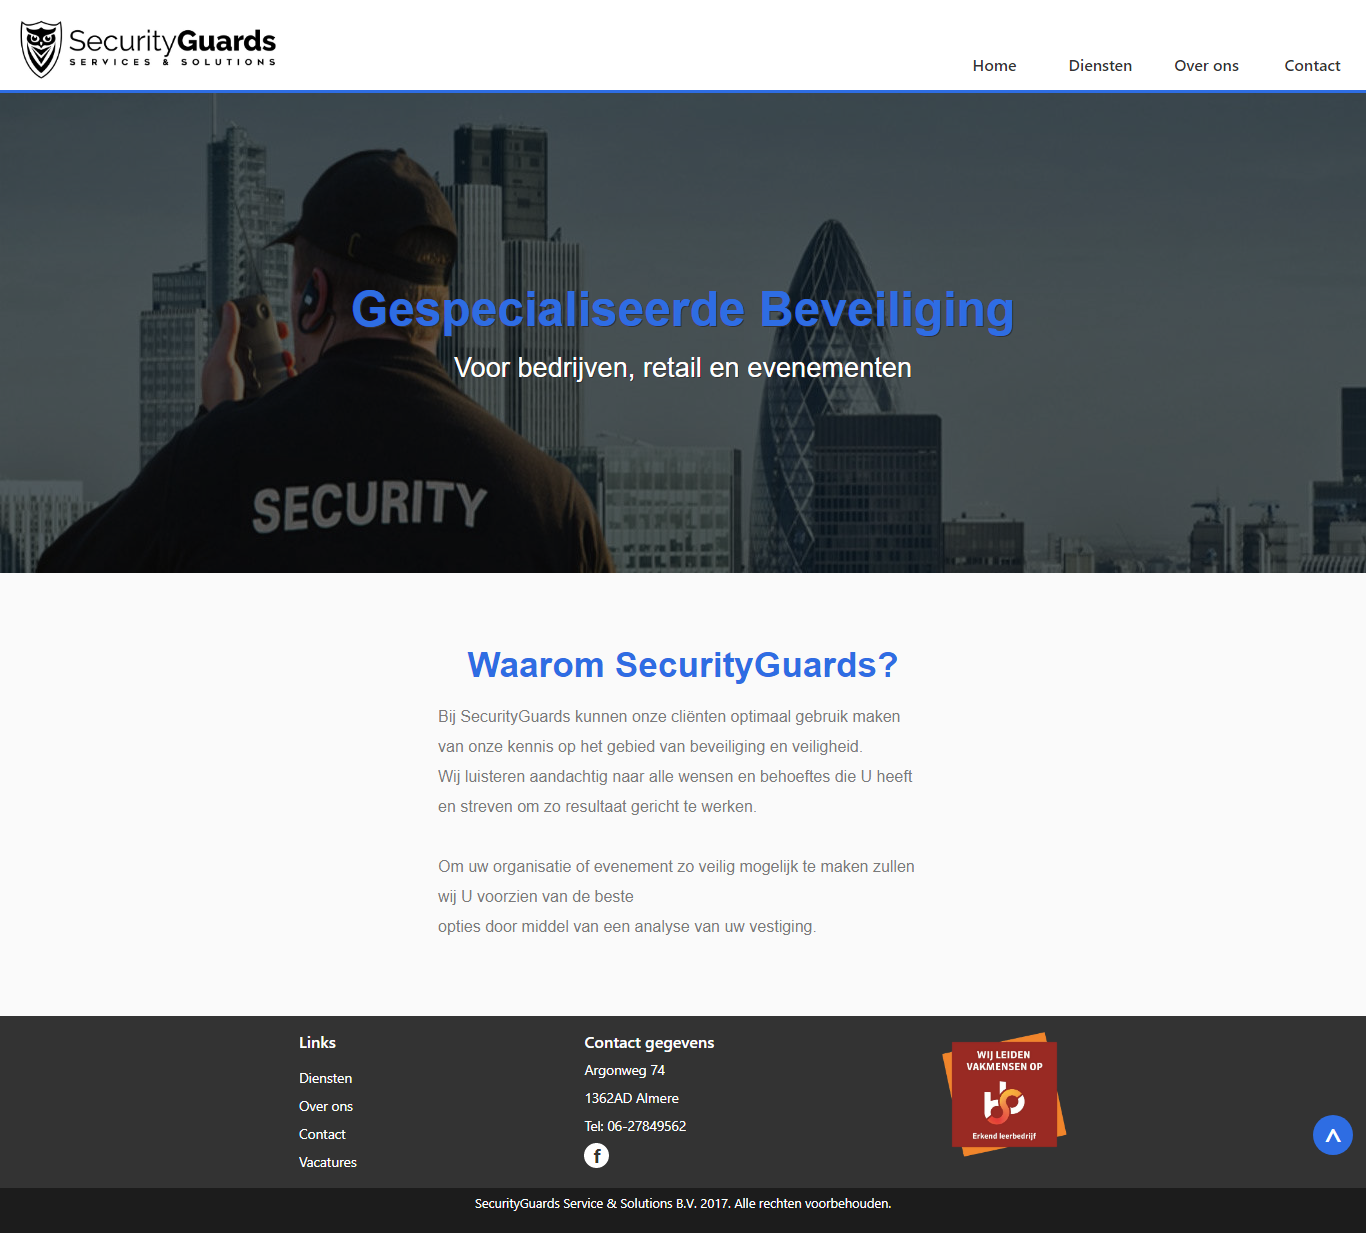 SecurityGuards
SERVICES & SOLUTIONS
Home
Diensten
Over ons
Contact
Gespecialiseerde Beveiliging
Voor bedrijven, retail en evenementen
SECURITY
Waarom SecurityGuards?
Bij SecurityGuards kunnen onze cliënten optimaal gebruik maken
van onze kennis op het gebied van beveiliging en veiligheid.
Wij luisteren aandachtig naar alle wensen en behoeftes die U heeft
en streven om zo resultaat gericht te werken.
Om uw organisatie of evenement zo veilig mogelijk te maken zullen
wij U voorzien van de beste
opties door middel van een analyse van uw vestiging.
Links
Diensten
Over ons
Contact
Vacatures
Contact gegevens
Argonweg 74
1362AD Almere
Tel: 06-27849562
f
WIJ LEIDEN
VAKMENSEN OP
sbb
Erkend leerbedrijf
SecurityGuards Service & Solutions B.V. 2017. Alle rechten voorbehouden.